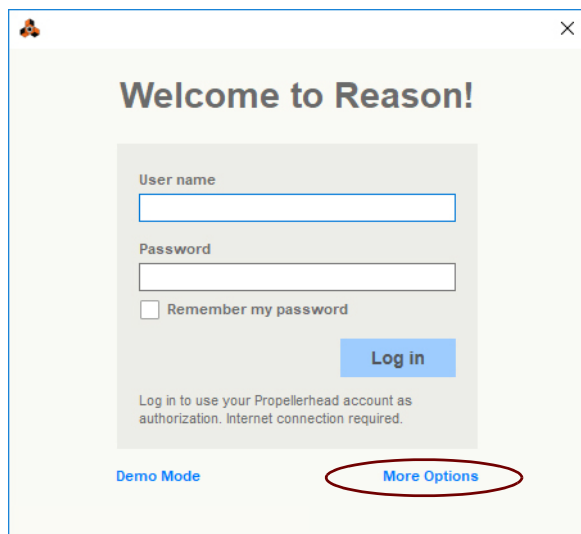 Welcome to Reason!
User name
Password
Remember my password
Log in
Log in to use your Propellerhead account as
authorization. Internet connection required.
Demo Mode
More Options